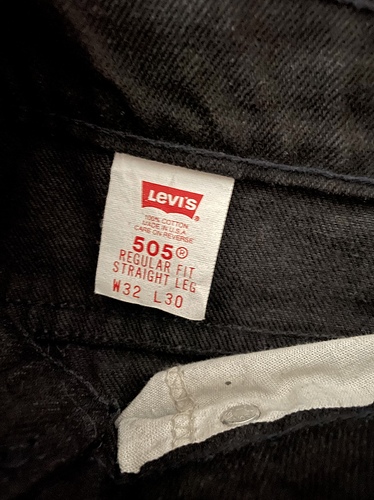 LEVI'S®
100% COTTON
MADE IN U.S.A.
CARE ON REVERSE
505®
REGULAR FIT
STRAIGHT LEG
W32 L30